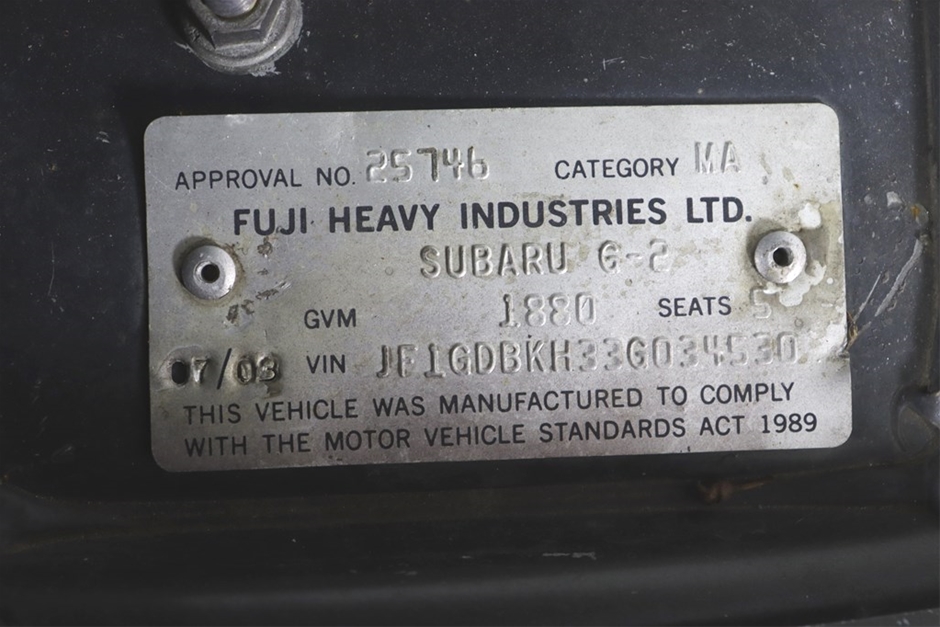 APPROVAL NO. 25746 CATEGORY MA
FUJI HEAVY INDUSTRIES LTD.
SUBARU G-2
GVM 1880 SEATS 5
07/03 VIN JF1GDBKH33G034530
THIS VEHICLE WAS MANUFACTURED TO COMPLY
WITH THE MOTOR VEHICLE STANDARDS ACT 1989